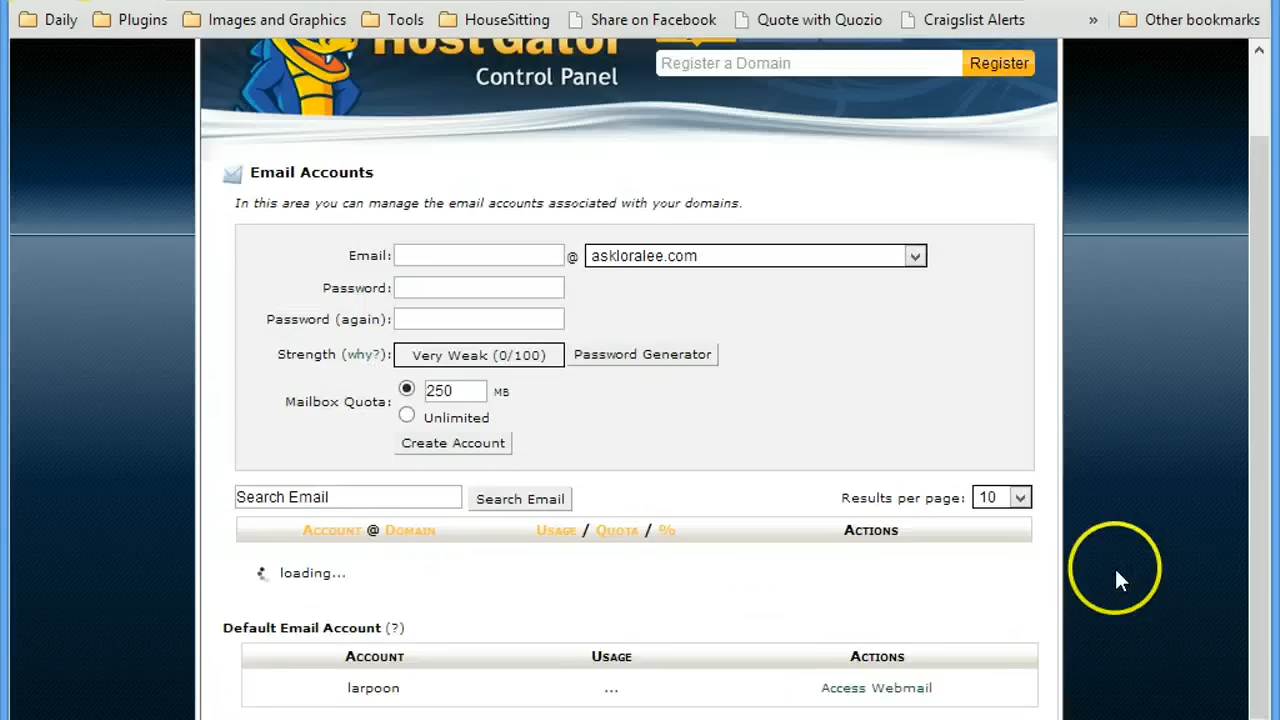 Daily Plugins Images and Graphics Tools HouseSitting Share on Facebook Quote with Quozio Craigslist Alerts » Other bookmarks
HostGator
Control Panel
Register a Domain Register
Email Accounts
In this area you can manage the email accounts associated with your domains.
Email: @ askloralee.com
Password:
Password (again):
Strength (why?): Very Weak (0/100) Password Generator
Mailbox Quota: 250 MB
Unlimited
Create Account
Search Email Search Email Results per page: 10
Account @ Domain Usage / Quota / % Actions
loading...
Default Email Account (?)
Account Usage Actions
larpoon ... Access Webmail